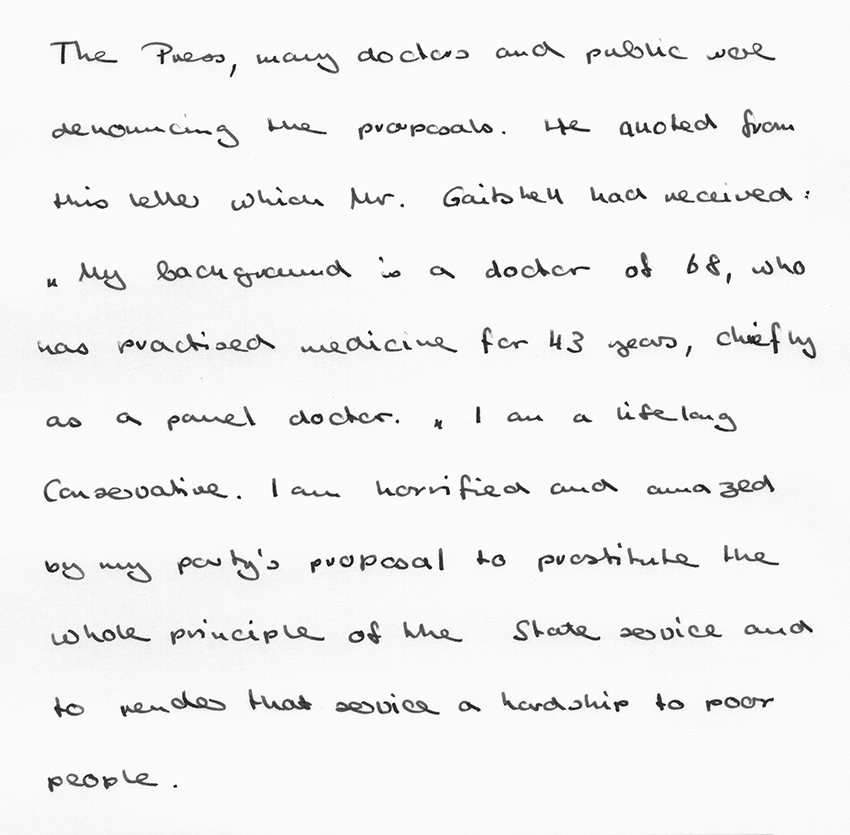 The Press, many doctors and public were
denouncing the proposals. He quoted from
this letter which Mr. Gaitskell had received:
„ My background is a doctor of 68, who
has practised medicine for 43 years, chiefly
as a panel doctor. „ I am a lifelong
Conservative. I am horrified and amazed
by my party's proposal to prostitute the
whole principle of the State service and
to render that service a hardship to poor
people.